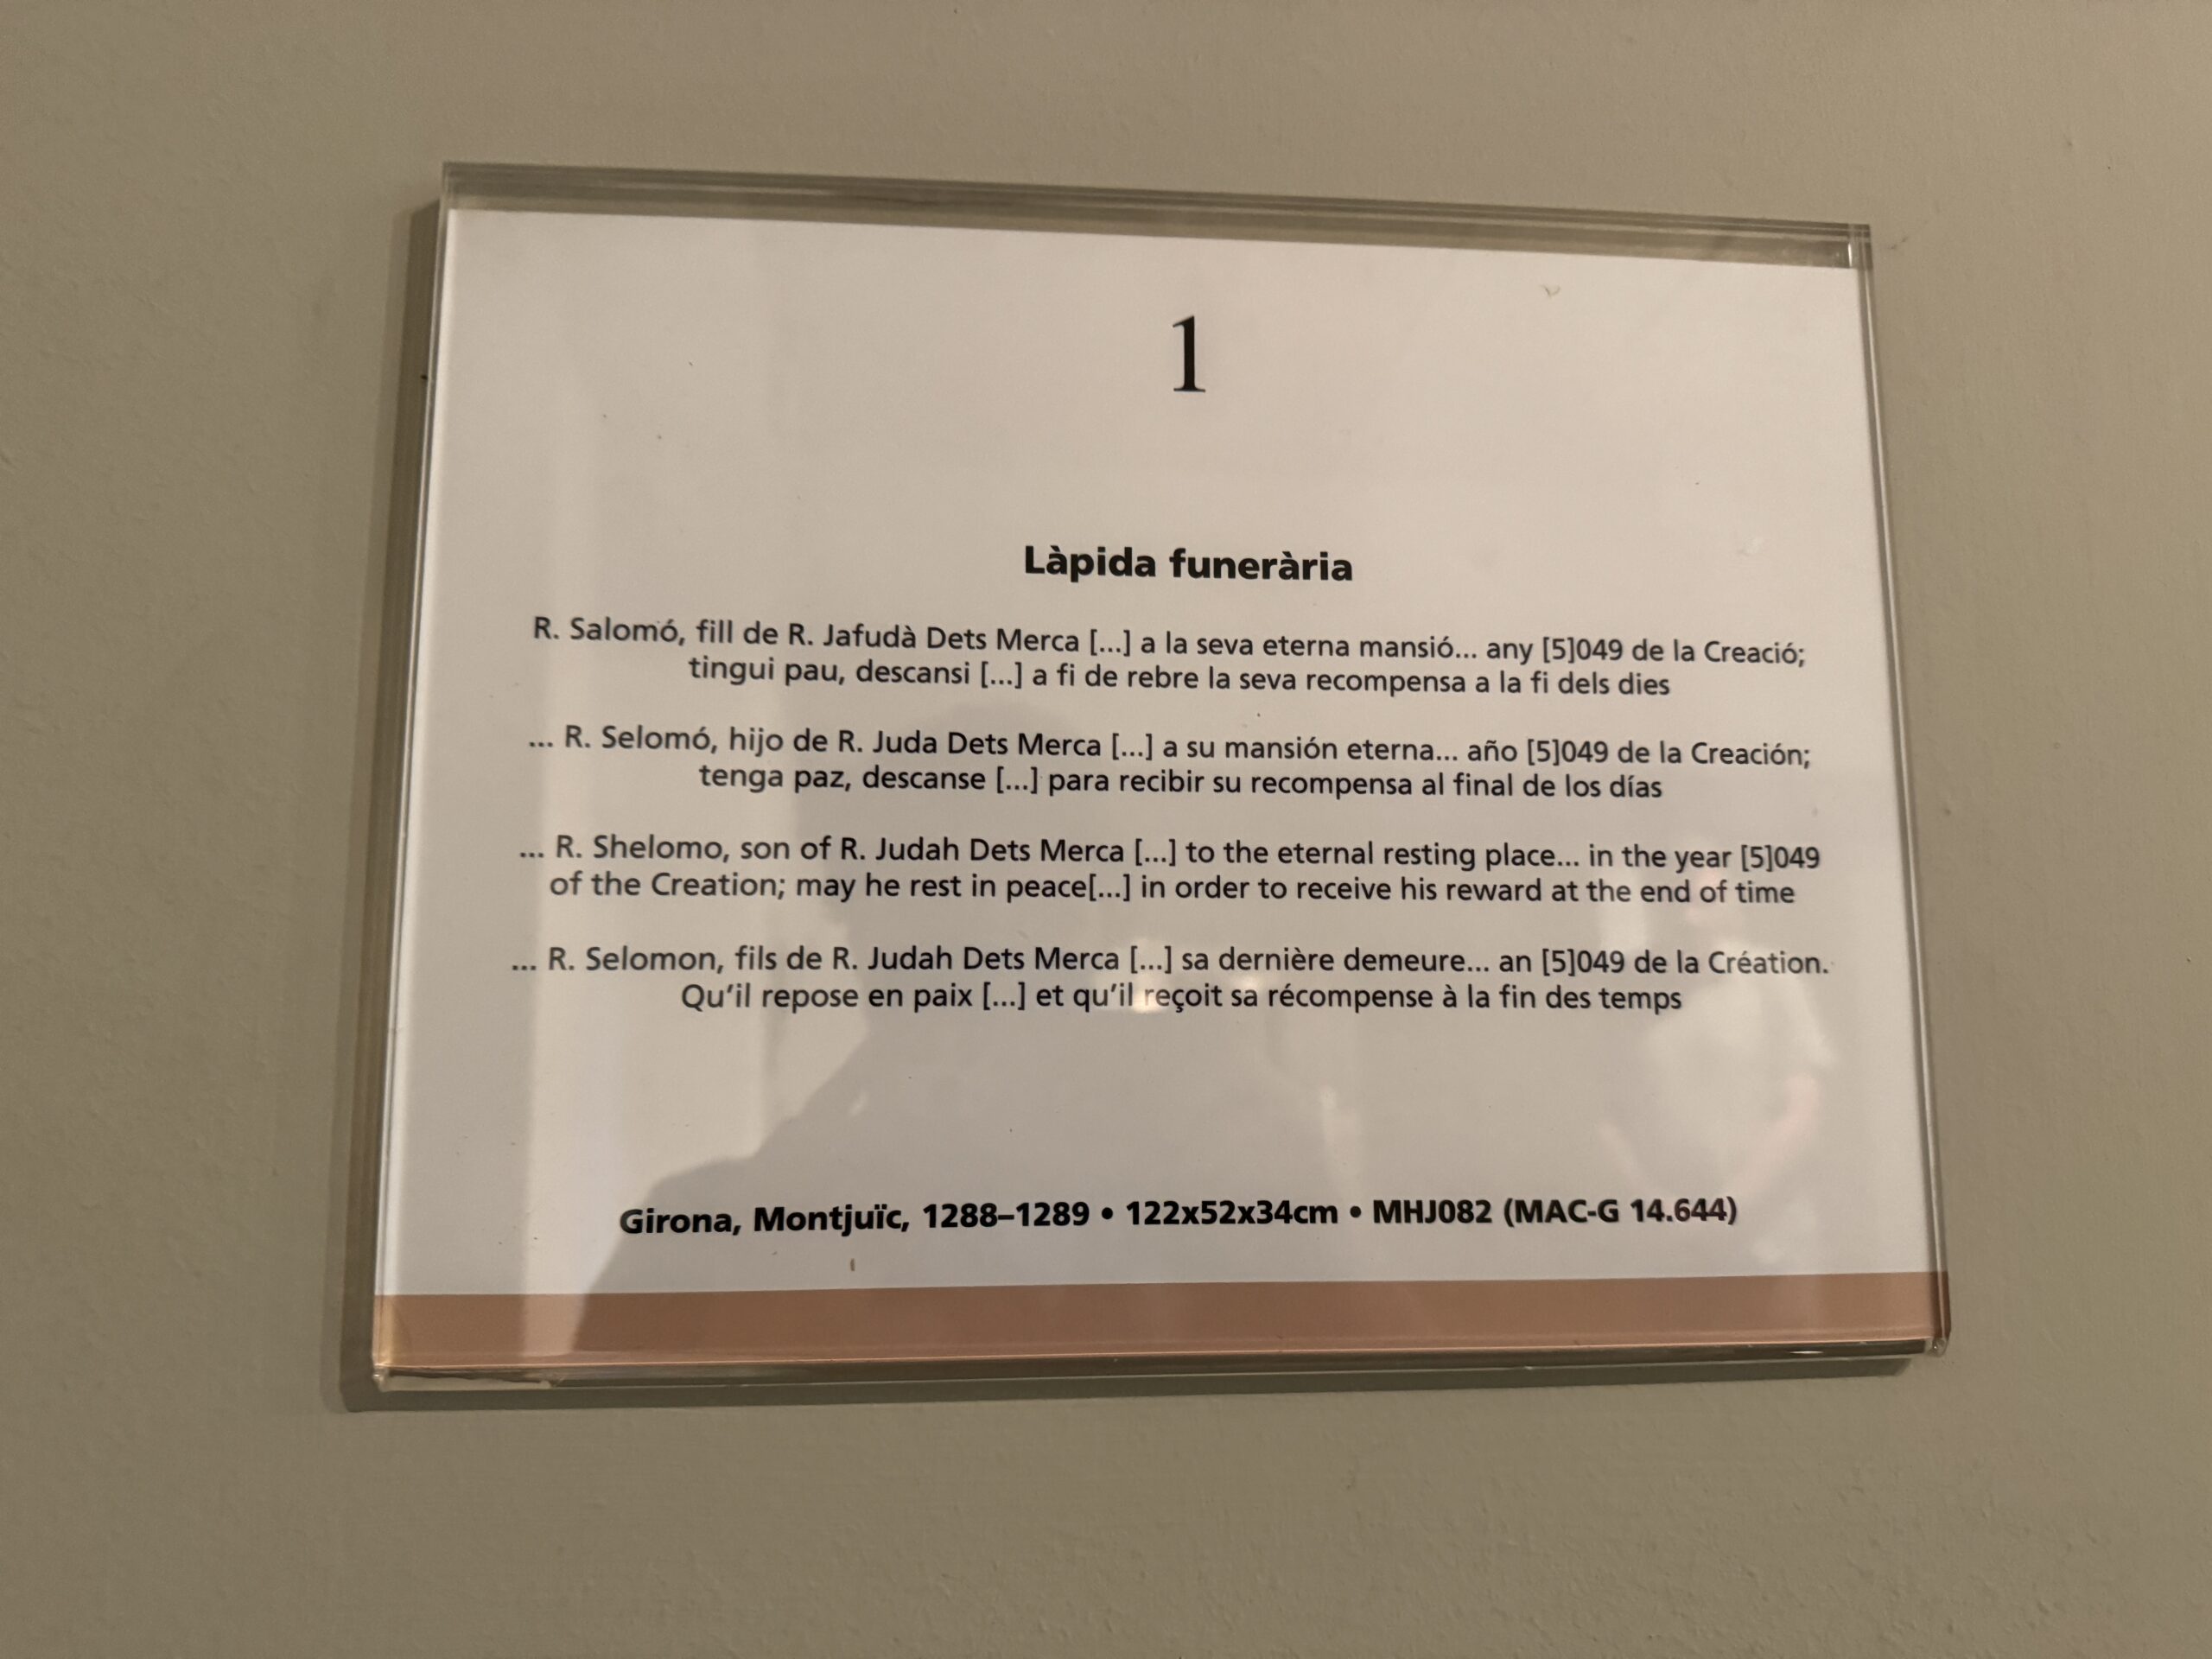 1
Làpida funerària
R. Salomó, fill de R. Jafudà Dets Merca [...] a la seva eterna mansió... any [5]049 de la Creació;
tingui pau, descansi [...] a fi de rebre la seva recompensa a la fi dels dies
... R. Selomó, hijo de R. Juda Dets Merca [...] a su mansión eterna... año [5]049 de la Creación;
tenga paz, descanse [...] para recibir su recompensa al final de los días
... R. Shelomo, son of R. Judah Dets Merca [...] to the eternal resting place... in the year [5]049
of the Creation; may he rest in peace[...] in order to receive his reward at the end of time
... R. Selomon, fils de R. Judah Dets Merca [...] sa dernière demeure... an [5]049 de la Création.
Qu'il repose en paix [...] et qu'il reçoit sa récompense à la fin des temps
Girona, Montjuïc, 1288–1289 • 122x52x34cm • MHJ082 (MAC-G 14.644)